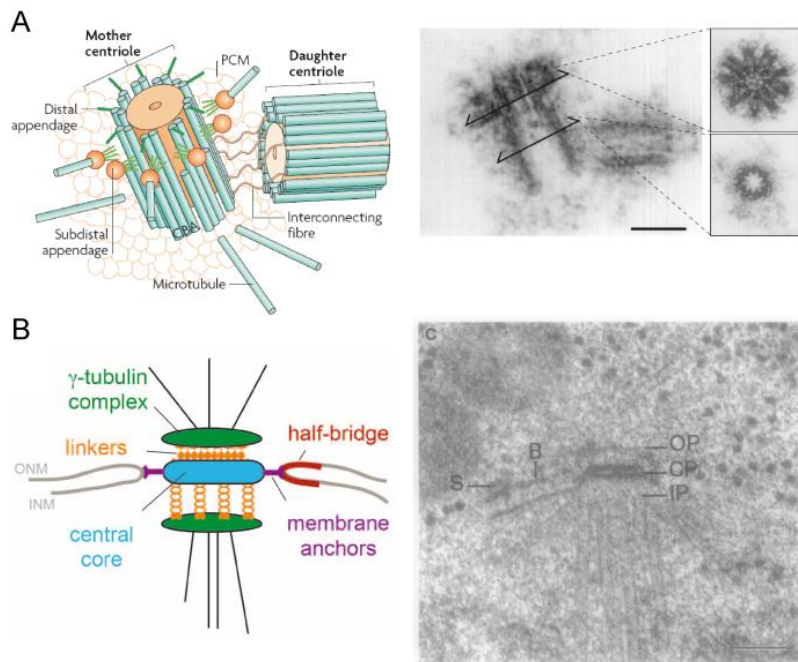 A
Mother
centriole
PCM
Daughter
centriole
Distal
appendage
CBA
Subdistal
appendage
Interconnecting
fibre
Microtubule
B
γ-tubulin
complex
linkers
half-bridge
ONM
INM
central
core
membrane
anchors
C
OP
B
CP
S
IP